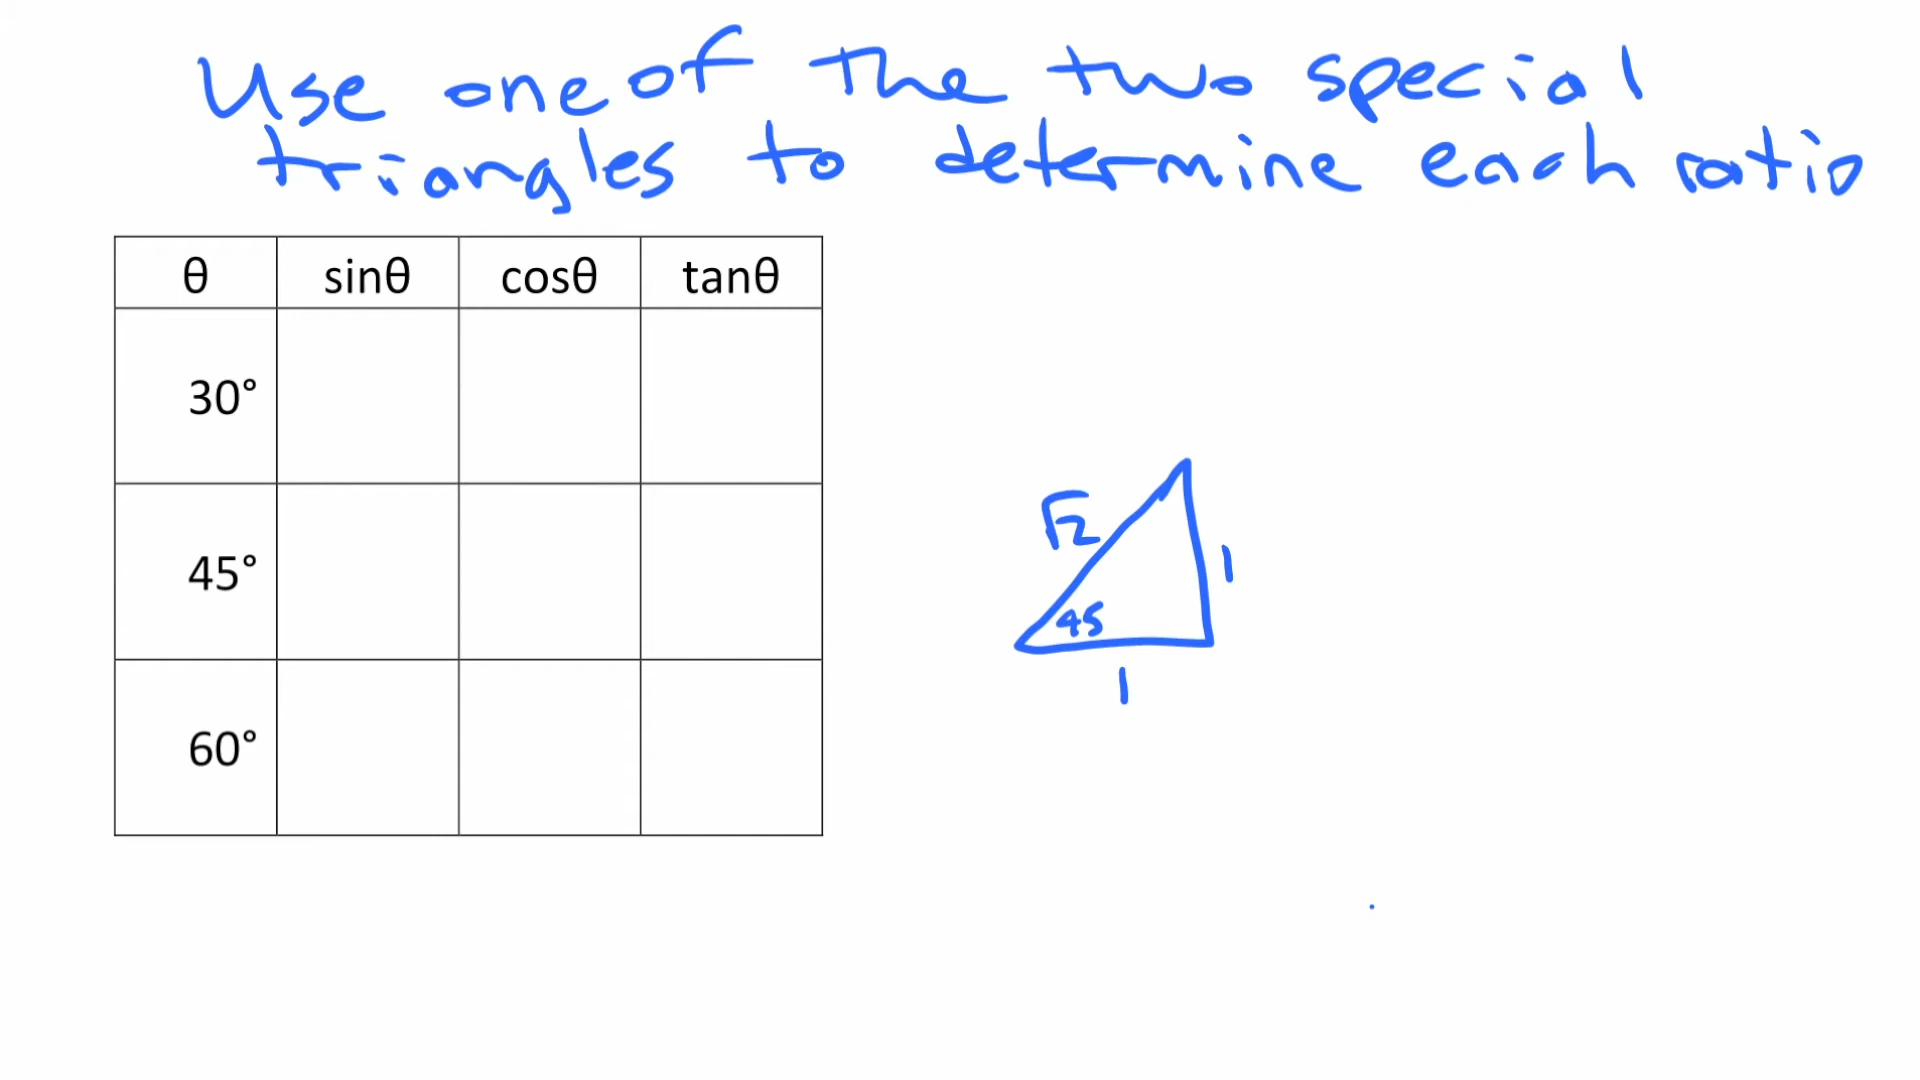 Use one of the two special
triangles to determine each ratio
θ sinθ cosθ tanθ
30°
45°
60°
√2
1
45
1